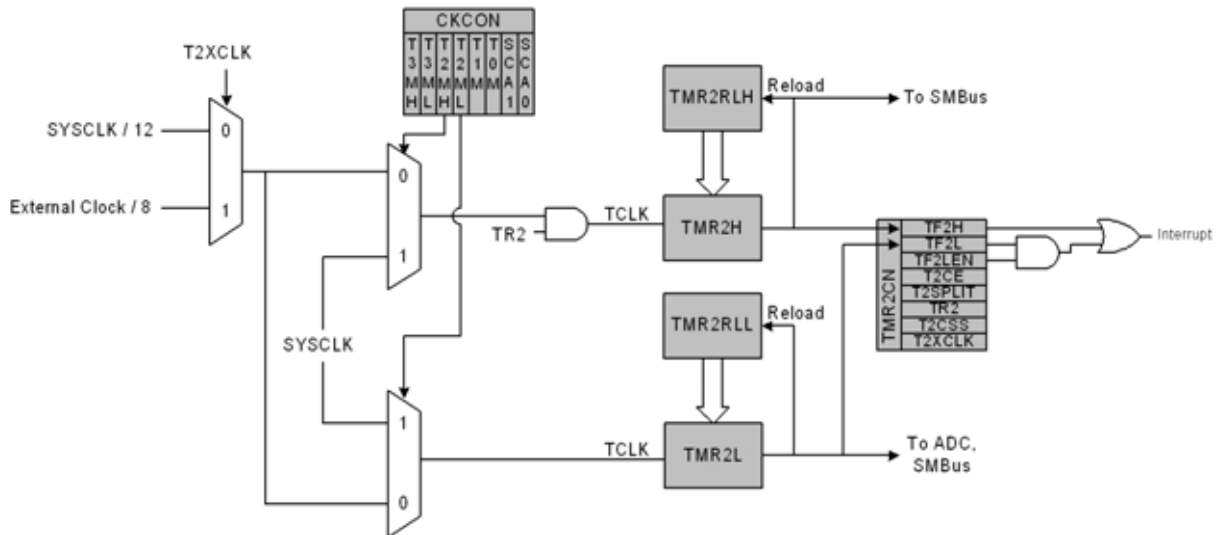 CKCON
T3MH
T3ML
T2MH
T2ML
T1M
T0M
SCA1
SCA0
T2XCLK
SYSCLK / 12
0
External Clock / 8
1
0
1
SYSCLK
1
0
TR2
TCLK
TMR2RLH
Reload
To SMBus
TMR2H
TMR2RLL
Reload
TCLK
TMR2L
To ADC,
SMBus
TMR2CN
TF2H
TF2L
TF2LEN
T2CE
T2SPLIT
TR2
T2CSS
T2XCLK
Interrupt